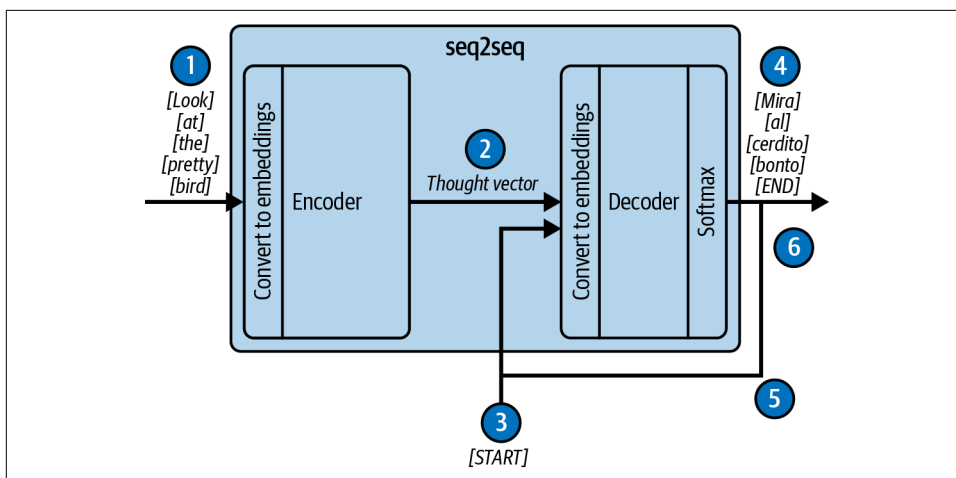 seq2seq
1
[Look]
[at]
[the]
[pretty]
[bird]
Convert to embeddings
Encoder
2
Thought vector
Convert to embeddings
Decoder
Softmax
4
[Mira]
[al]
[cerdito]
[bonto]
[END]
6
5
3
[START]